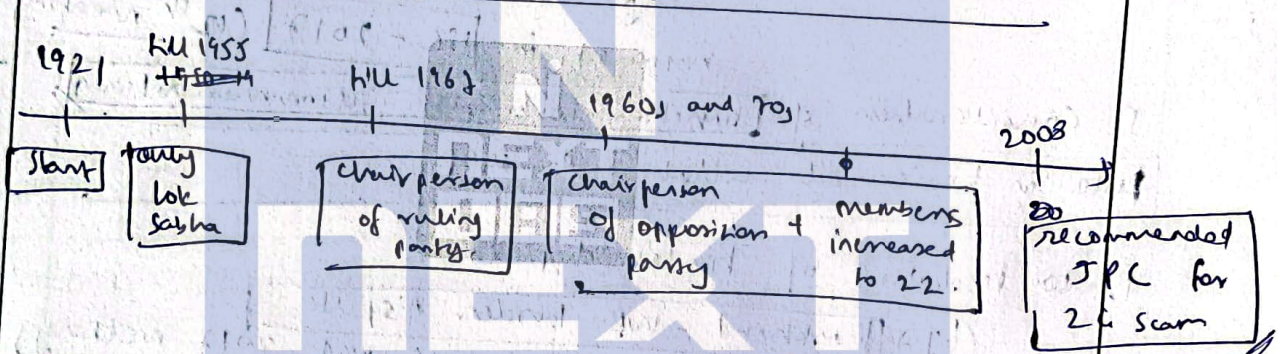 1921
till 1955
till 1967
1960s and 70s
2008
Start
only
Lok
Sabha
chairperson
of ruling
party
chairperson
of opposition +
party
members
increased
to 22
recommended
JPC for
2G scam
NEXT